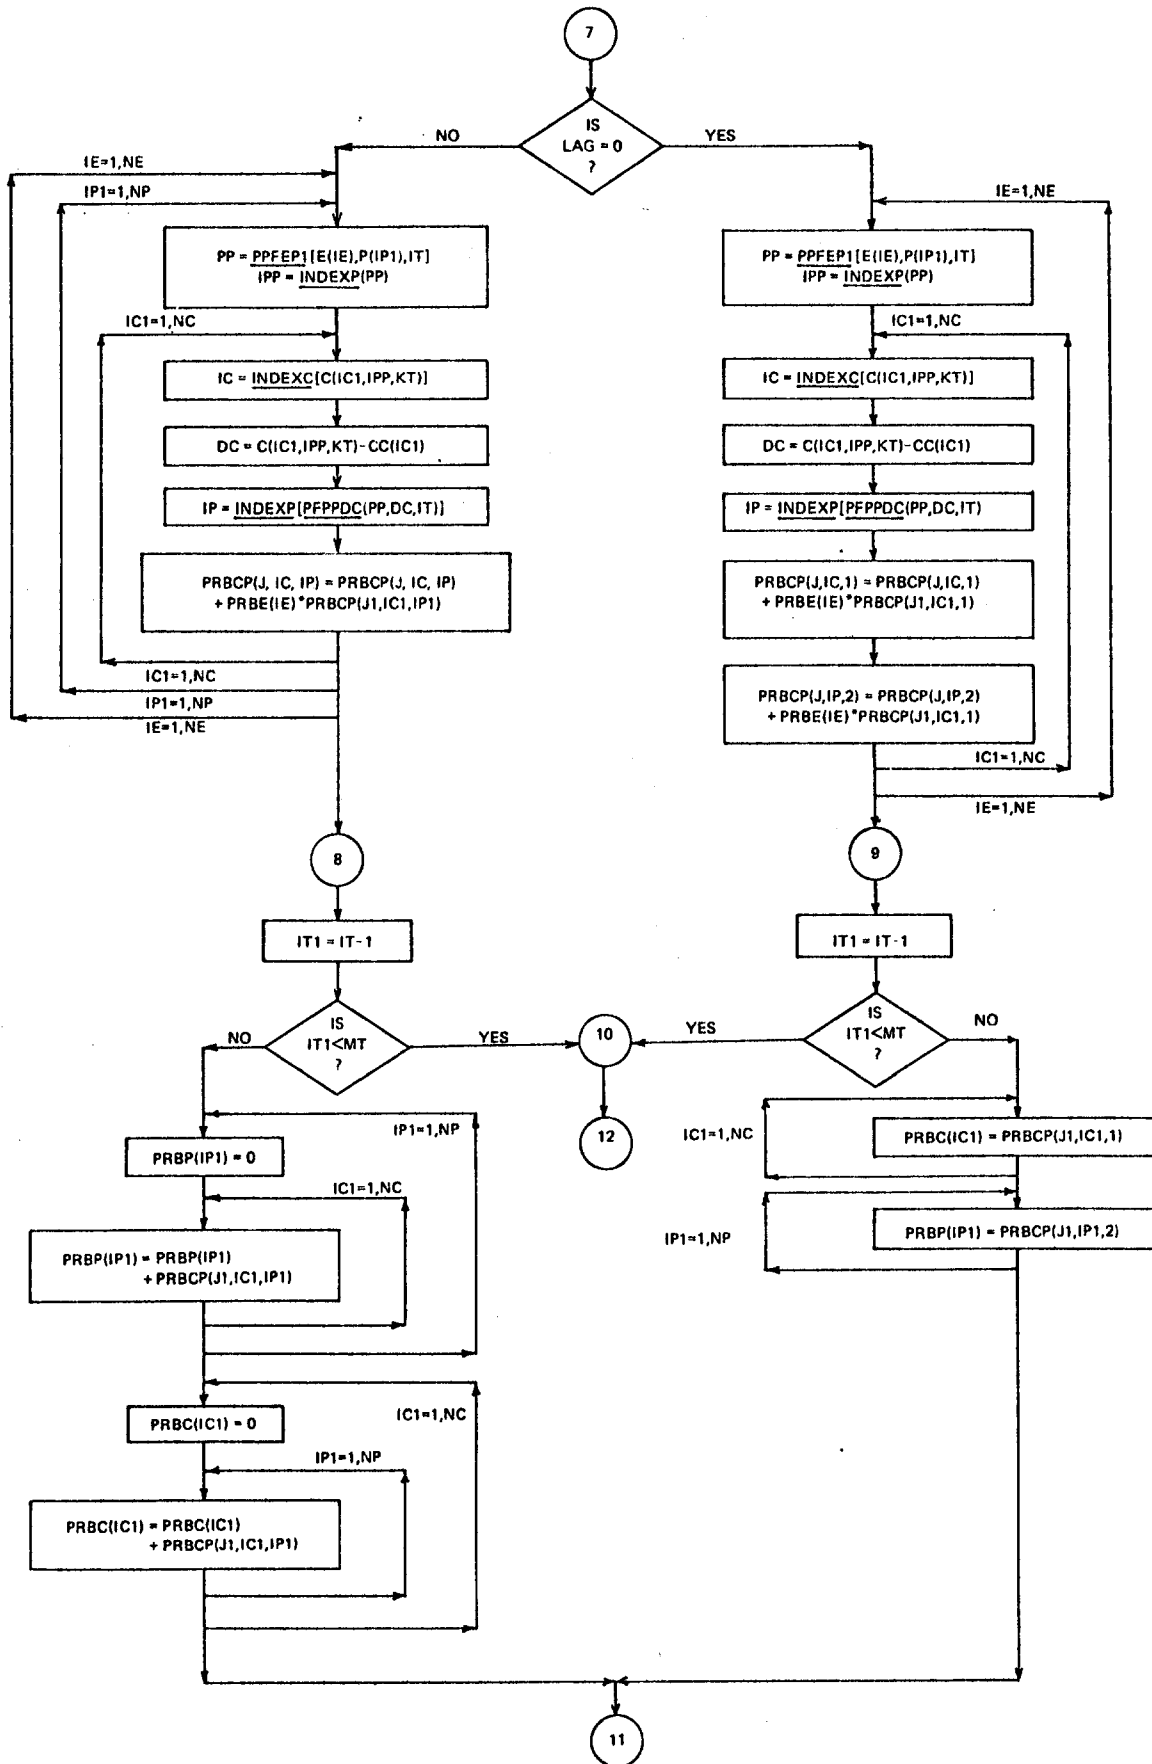 7
IS
LAG = 0
?
NO
YES
IE=1,NE
IP1=1,NP
PP = PPFEP1[E(IE),P(IP1),IT]
IPP = INDEXP(PP)
IC1=1,NC
IC = INDEXC[C(IC1,IPP,KT)]
DC = C(IC1,IPP,KT)-CC(IC1)
IP = INDEXP[PFPPDC(PP,DC,IT)]
PRBCP(J, IC, IP) = PRBCP(J, IC, IP)
+ PRBE(IE)*PRBCP(J1,IC1,IP1)
IC1=1,NC
IP1=1,NP
IE=1,NE
8
IT1 = IT-1
IS
IT1<MT
?
NO
YES
IP1=1,NP
PRBP(IP1) = 0
IC1=1,NC
PRBP(IP1) = PRBP(IP1)
+ PRBCP(J1,IC1,IP1)
IC1=1,NC
PRBC(IC1) = 0
IP1=1,NP
PRBC(IC1) = PRBC(IC1)
+ PRBCP(J1,IC1,IP1)
IE=1,NE
PP = PPFEP1[E(IE),P(IP1),IT]
IPP = INDEXP(PP)
IC1=1,NC
IC = INDEXC[C(IC1,IPP,KT)]
DC = C(IC1,IPP,KT)-CC(IC1)
IP = INDEXP[PFPPDC(PP,DC,IT)
PRBCP(J,IC,1) = PRBCP(J,IC,1)
+ PRBE(IE)*PRBCP(J1,IC1,1)
PRBCP(J,IP,2) = PRBCP(J,IP,2)
+ PRBE(IE)*PRBCP(J1,IC1,1)
IC1=1,NC
IE=1,NE
9
IT1 = IT-1
IS
IT1<MT
?
YES
NO
10
12
IC1=1,NC
PRBC(IC1) = PRBCP(J1,IC1,1)
IP1=1,NP
PRBP(IP1) = PRBCP(J1,IP1,2)
11